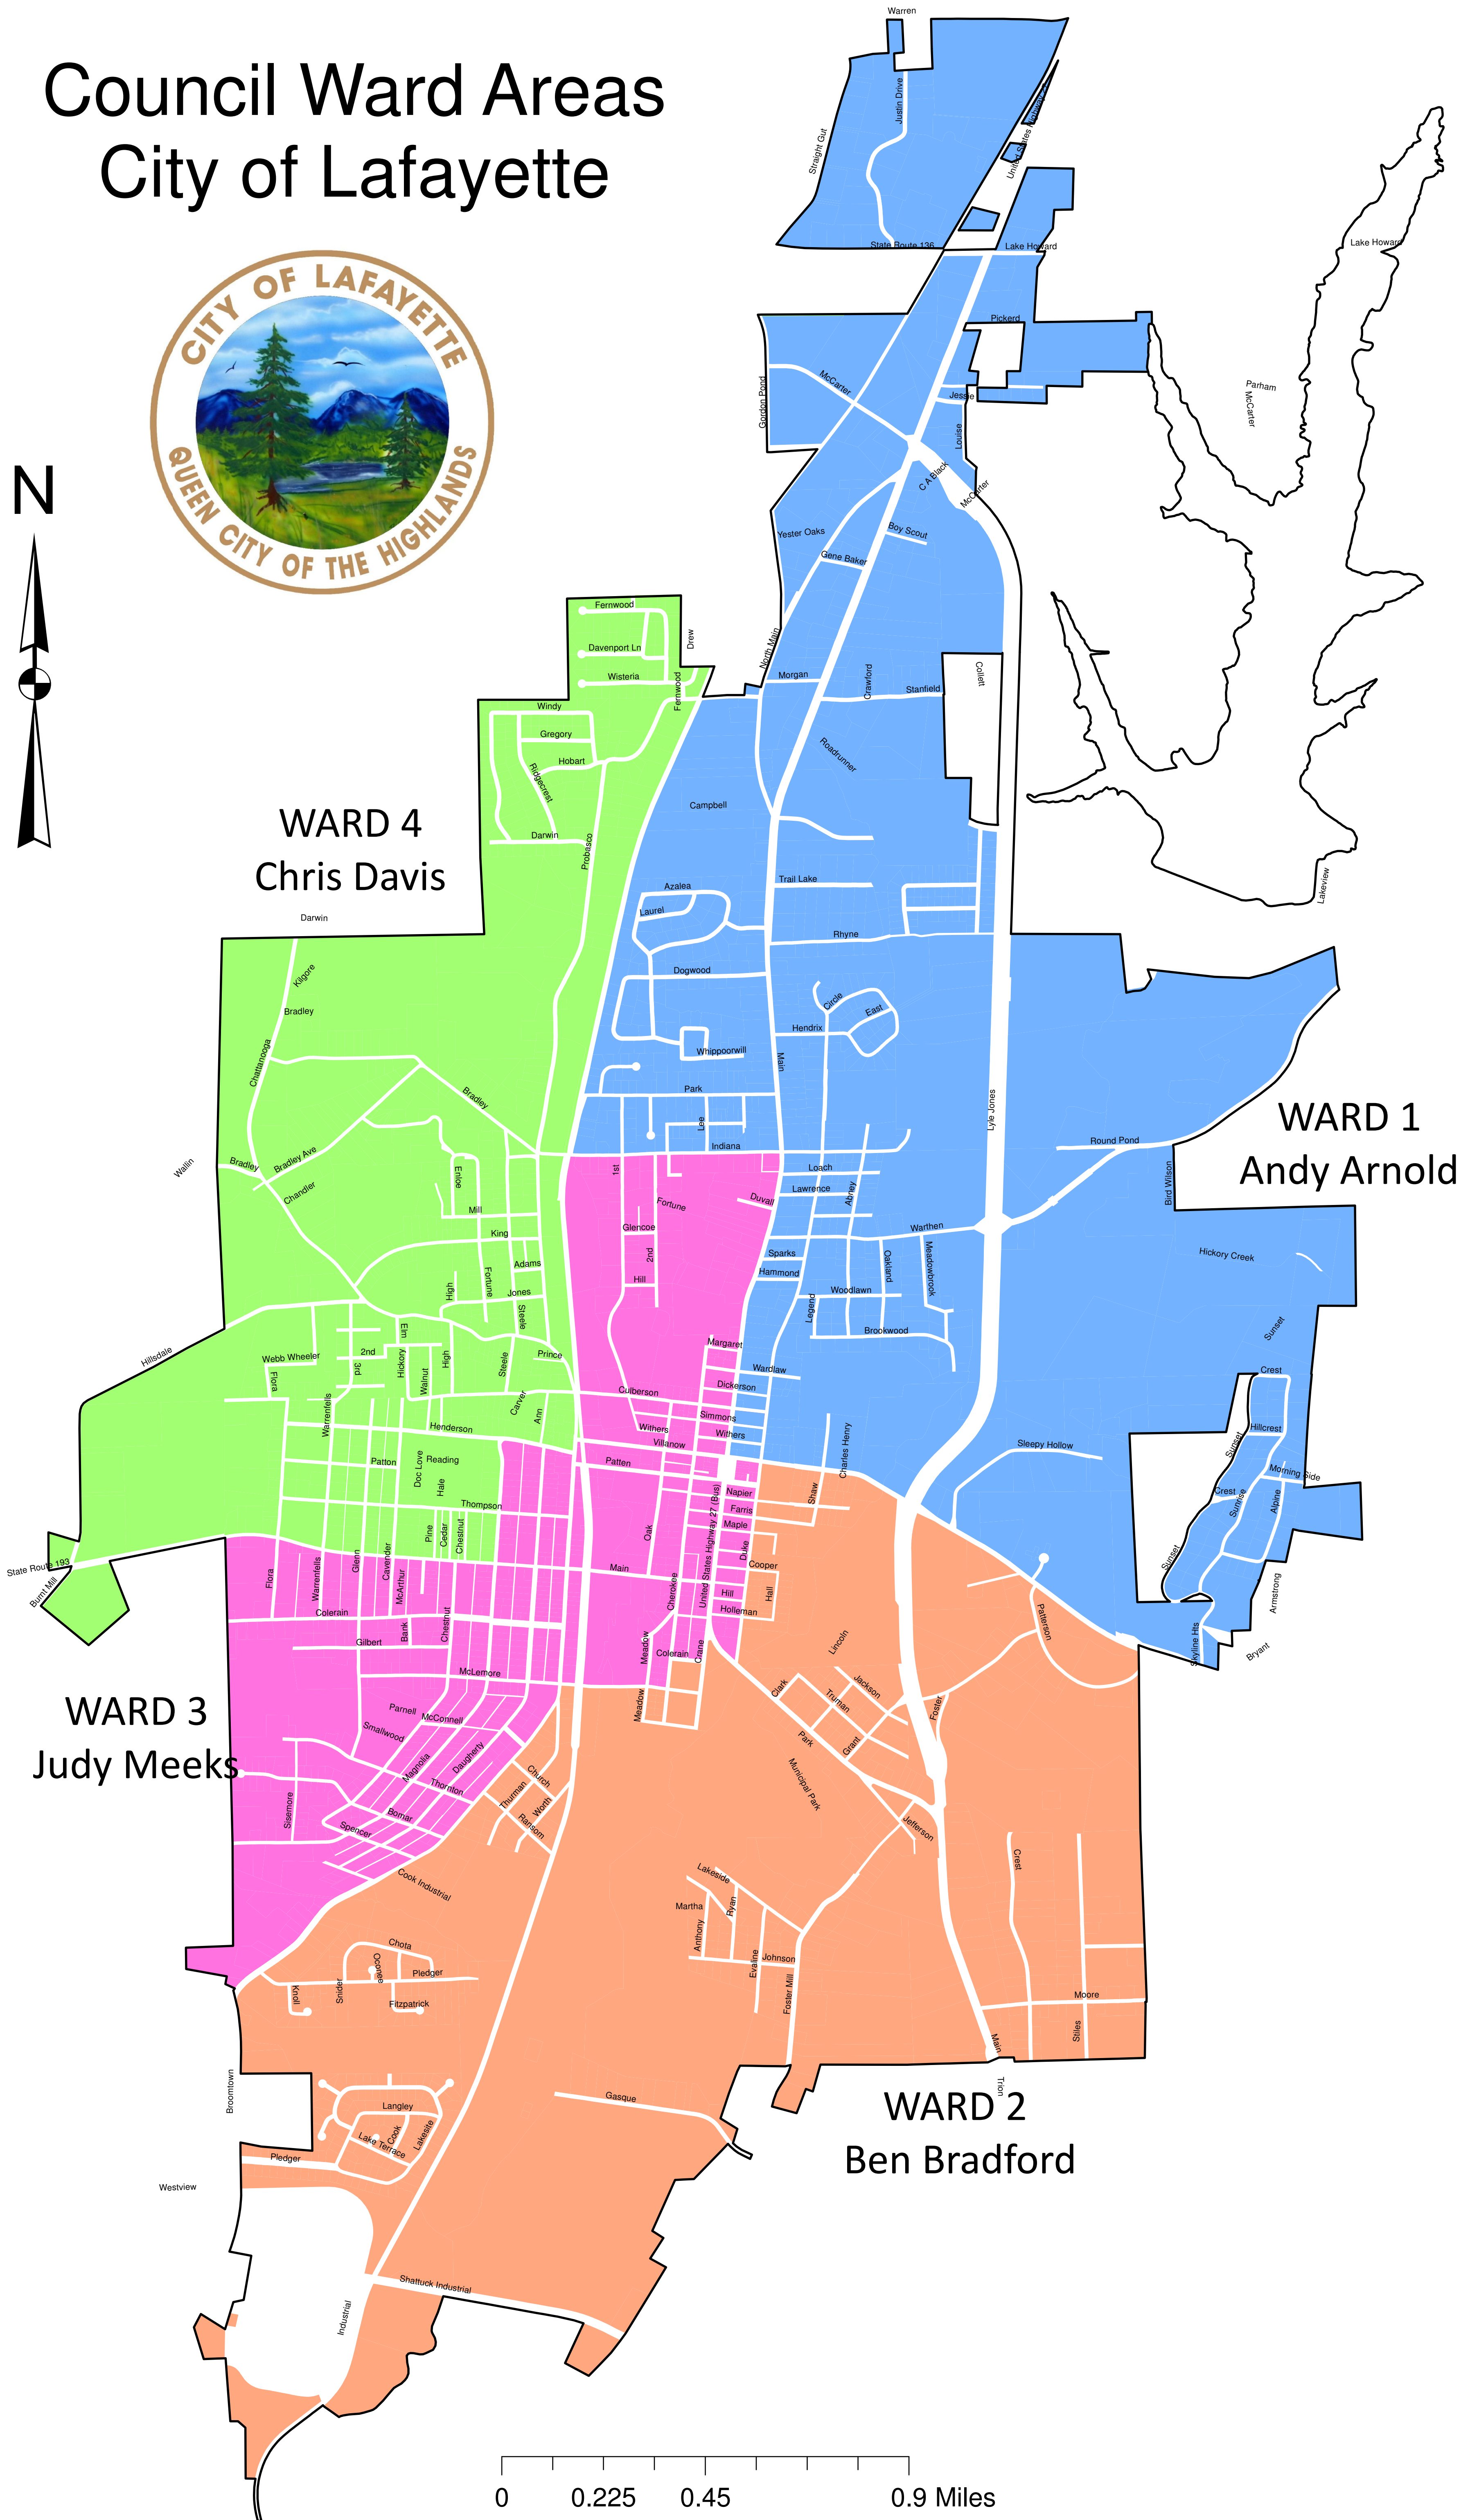 Warren
Council Ward Areas
City of Lafayette
Justin Drive
Straight Gut
State Route 136
Lake Howard
Lake Howard
CITY OF LAFAYETTE
QUEEN CITY OF THE HIGHLANDS
N
Pickerd
McCarter
Gordon Pond
Jessie
Louise
Parham
McCarter
C A Black
McCarter
Yester Oaks
Boy Scout
Gene Baker
Fernwood
Davenport Ln
Drew
Wisteria
Fernwood
North Main
Morgan
Crawford
Stanfield
Collett
Windy
Gregory
Hobart
Ridgecrest
Roadrunner
Campbell
WARD 4
Chris Davis
Darwin
Probasco
Darwin
Azalea
Laurel
Trail Lake
Lakeview
Rhyne
Kilgore
Dogwood
Bradley
Circle
East
Hendrix
Chattanooga
Whippoorwill
Main
Bradley
Park
Lee
Lyle Jones
WARD 1
Andy Arnold
Round Pond
Indiana
Wallin
Bradley
Bradley Ave
Chandler
Enloe
1st
Loach
Lawrence
Abney
Bird Wilson
Fortune
Duvall
Mill
King
Glencoe
2nd
Warthen
Sparks
Hammond
Oakland
Meadowbrook
Hickory Creek
Adams
High
Fortune
Jones
Steele
Hill
Woodlawn
Legend
Brookwood
Sunset
Elm
Hillsdale
Webb Wheeler
2nd
3rd
Hickory
Walnut
High
Steele
Prince
Margaret
Wardlaw
Crest
Flora
Culberson
Dickerson
Carver
Ann
Warrenfells
Henderson
Simmons
Withers
Withers
Villanow
Charles Henry
Sleepy Hollow
Hillcrest
Sunset
Patton
Doc Love
Reading
Hale
Patten
Morning Side
Crest
Sunrise
Alpine
Thompson
Napier
Farris
Maple
Shaw
Pine
Cedar
Chestnut
Oak
United States Highway 27 (Bus)
Duke
Sunset
State Route 193
Burnt Mill
Flora
Warrenfells
Glenn
Cavender
McArthur
Main
Cherokee
Cooper
Hill
Hall
Holleman
Armstrong
Colerain
Bank
Chestnut
Gilbert
Meadow
Colerain
Crane
Lincoln
Patterson
Skyline Hts
Bryant
McLemore
Meadow
Clark
Jackson
Truman
Foster
WARD 3
Judy Meeks
Parnell
McConnell
Smallwood
Park
Grant
Magnolia
Daugherty
Thornton
Church
Thurman
Worth
Ransom
Municipal Park
Sisemore
Bomar
Spencer
Jefferson
Cook Industrial
Lakeside
Martha
Ryan
Anthony
Crest
Chota
Oconee
Pledger
Evaline
Johnson
Knoll
Snider
Fitzpatrick
Foster Mill
Moore
Main
Stiles
Broomtown
Trion
Langley
Cook
Lakesite
Lake Terrace
Gasque
WARD 2
Ben Bradford
Pledger
Westview
Shattuck Industrial
Industrial
0 0.225 0.45 0.9 Miles